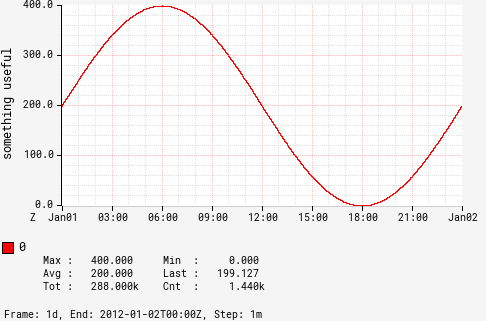 400.0
300.0
200.0
100.0
0.0
something useful
Z Jan01 03:00 06:00 09:00 12:00 15:00 18:00 21:00 Jan02
0
Max : 400.000 Min : 0.000
Avg : 200.000 Last : 199.127
Tot : 288.000k Cnt : 1.440k
Frame: 1d, End: 2012-01-02T00:00Z, Step: 1m